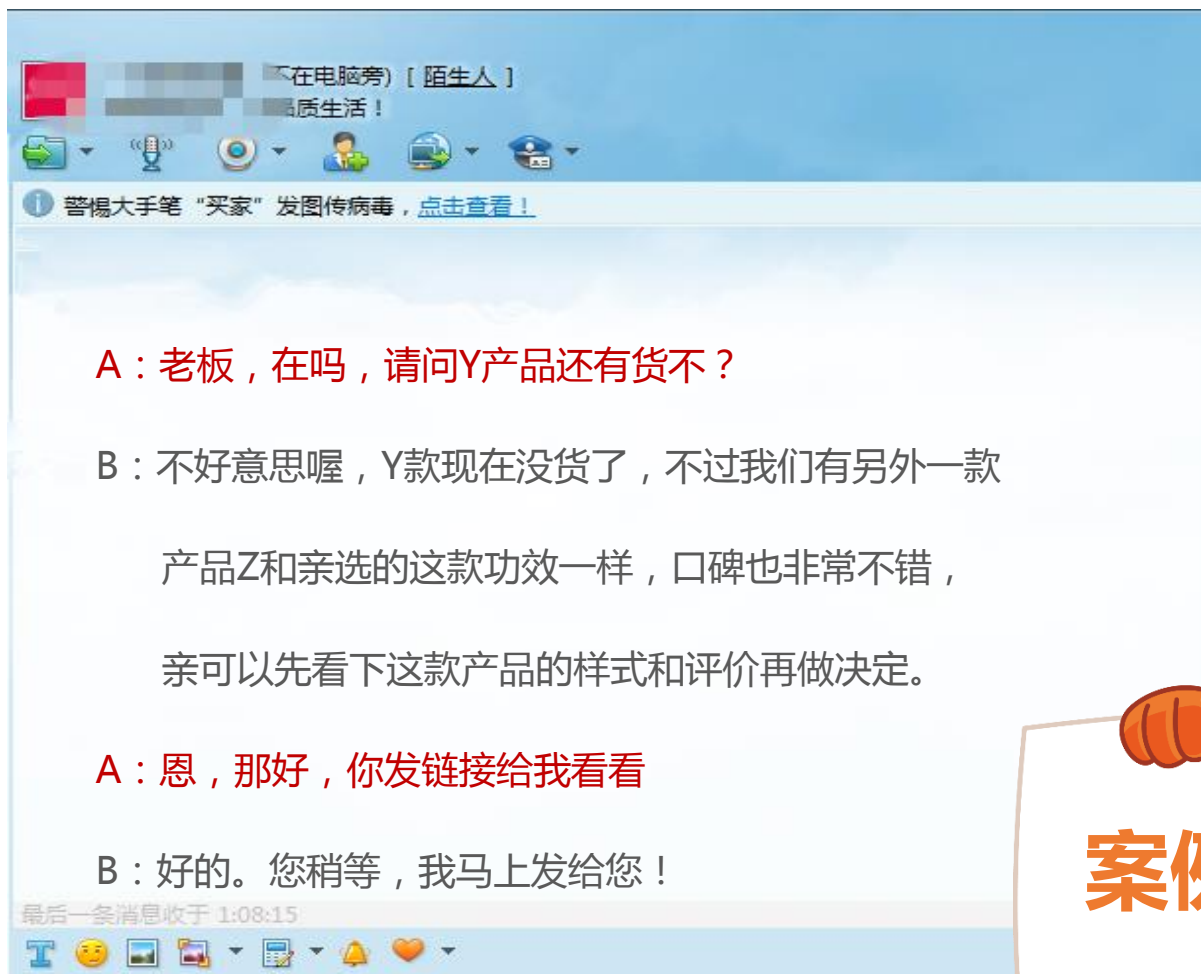 不在电脑旁) [ 陌生人 ]
品质生活！
警惕大手笔“买家”发图传病毒，点击查看！
A：老板，在吗，请问Y产品还有货不？
B：不好意思喔，Y款现在没货了，不过我们有另外一款
产品Z和亲选的这款功效一样，口碑也非常不错，
亲可以先看下这款产品的样式和评价再做决定。
A：恩，那好，你发链接给我看看
B：好的。您稍等，我马上发给您！
最后一条消息收于 1:08:15
案例